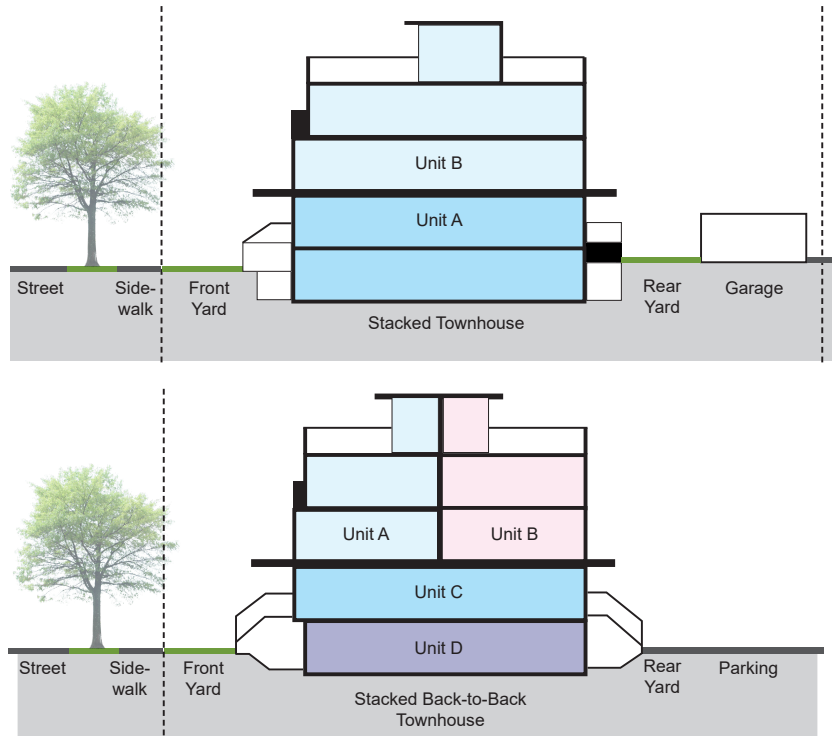 Unit B
Unit A
Street
Side-
walk
Front
Yard
Rear
Yard
Garage
Stacked Townhouse
Unit A
Unit B
Unit C
Unit D
Street
Side-
walk
Front
Yard
Rear
Yard
Parking
Stacked Back-to-Back
Townhouse